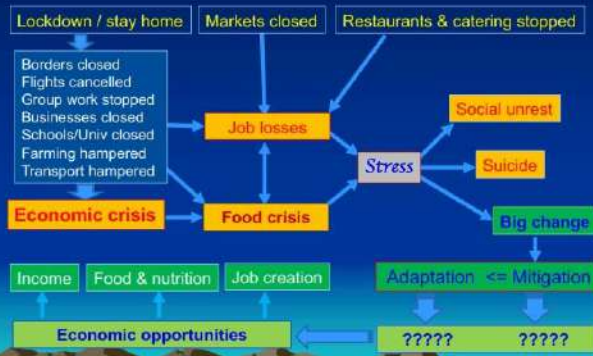 Lockdown / stay home
Markets closed
Restaurants & catering stopped
Borders closed
Flights cancelled
Group work stopped
Businesses closed
Schools/Univ closed
Farming hampered
Transport hampered
Job losses
Social unrest
Stress
Suicide
Economic crisis
Food crisis
Big change
Income
Food & nutrition
Job creation
Adaptation <= Mitigation
Economic opportunities
?????
?????